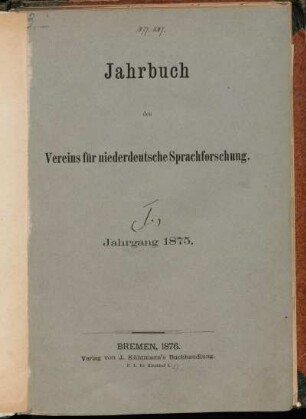 Jahrbuch
des
Vereins für niederdeutsche Sprachforschung.
I.,
Jahrgang 1875.
BREMEN, 1876.
Verlag von J. Kühtmann's Buchhandlung